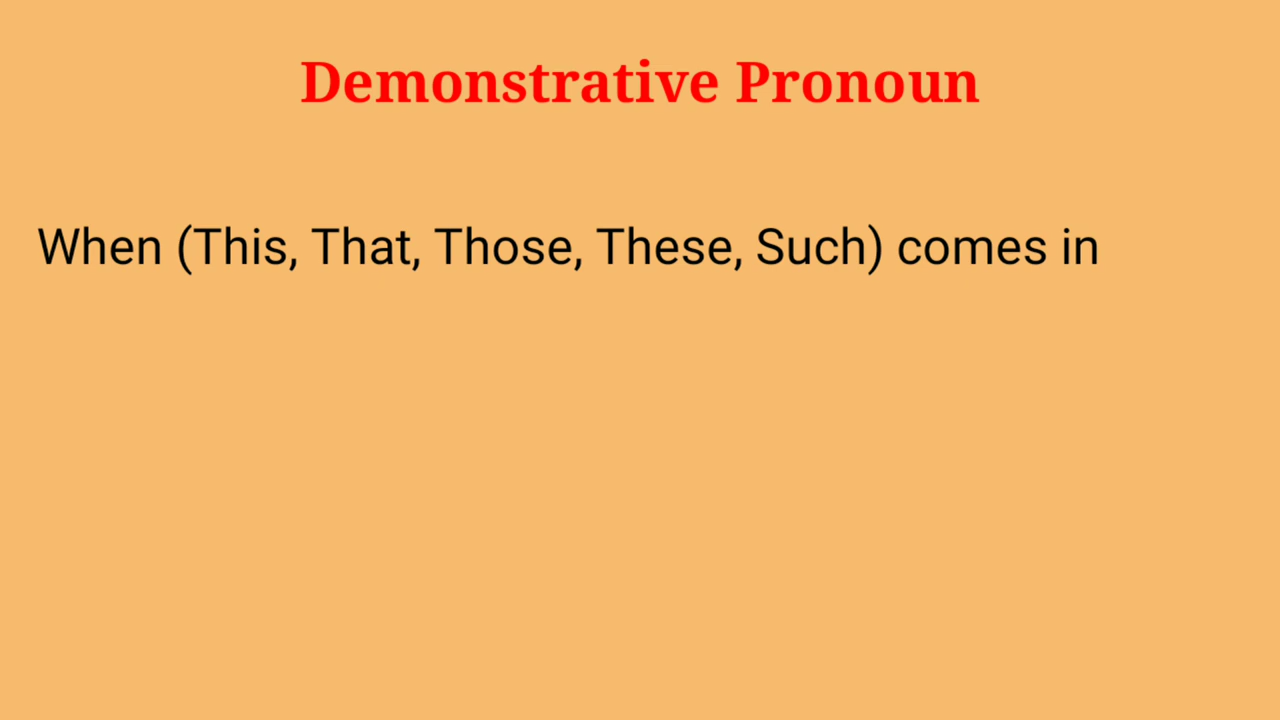 Demonstrative Pronoun
When (This, That, Those, These, Such) comes in